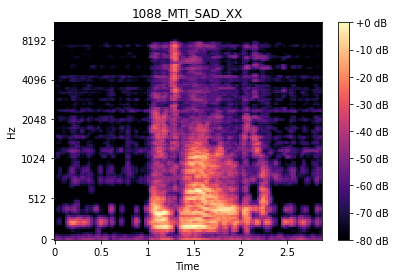 1088_MTI_SAD_XX
+0 dB
8192
-10 dB
4096
-20 dB
-30 dB
2048
Hz
-40 dB
1024
-50 dB
512
-60 dB
-70 dB
0
-80 dB
0 0.5 1 1.5 2 2.5
Time